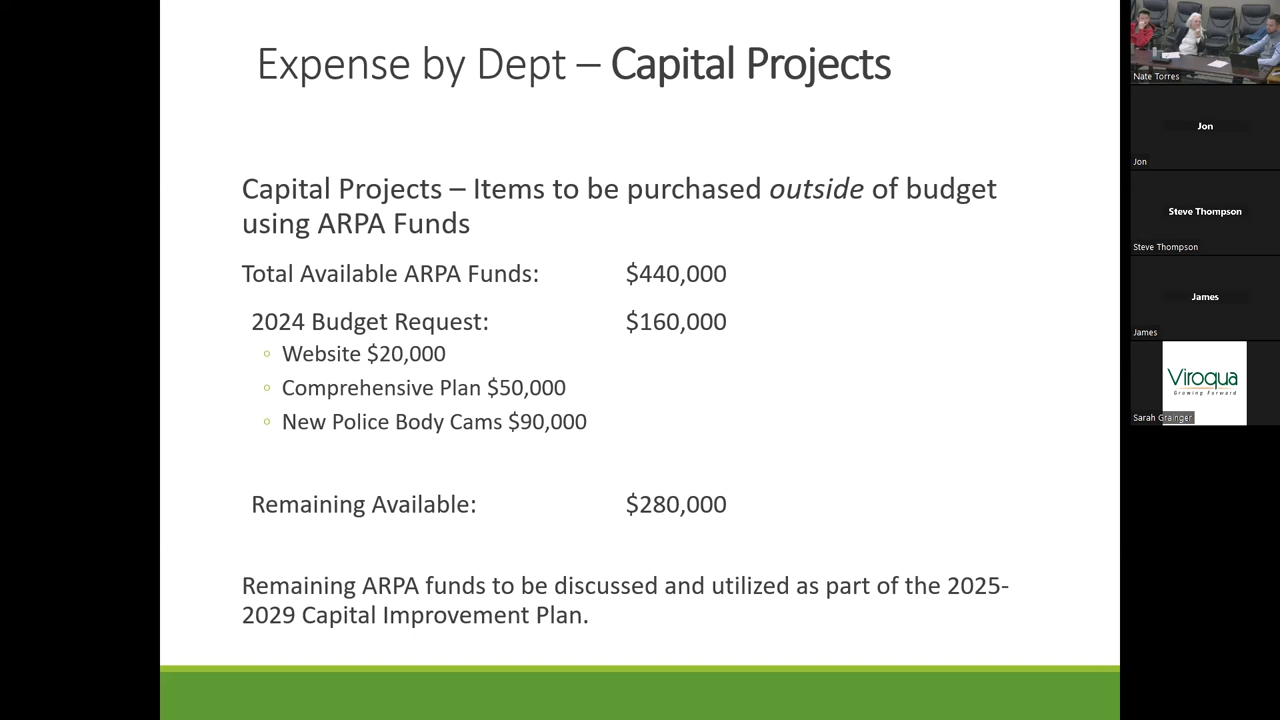 Expense by Dept – Capital Projects
Capital Projects – Items to be purchased outside of budget
using ARPA Funds
Total Available ARPA Funds: $440,000
2024 Budget Request: $160,000
Website $20,000
Comprehensive Plan $50,000
New Police Body Cams $90,000
Remaining Available: $280,000
Remaining ARPA funds to be discussed and utilized as part of the 2025-
2029 Capital Improvement Plan.
Nate Torres
Jon
Jon
Steve Thompson
Steve Thompson
James
James
Viroqua
Growing Forward
Sarah Grainger